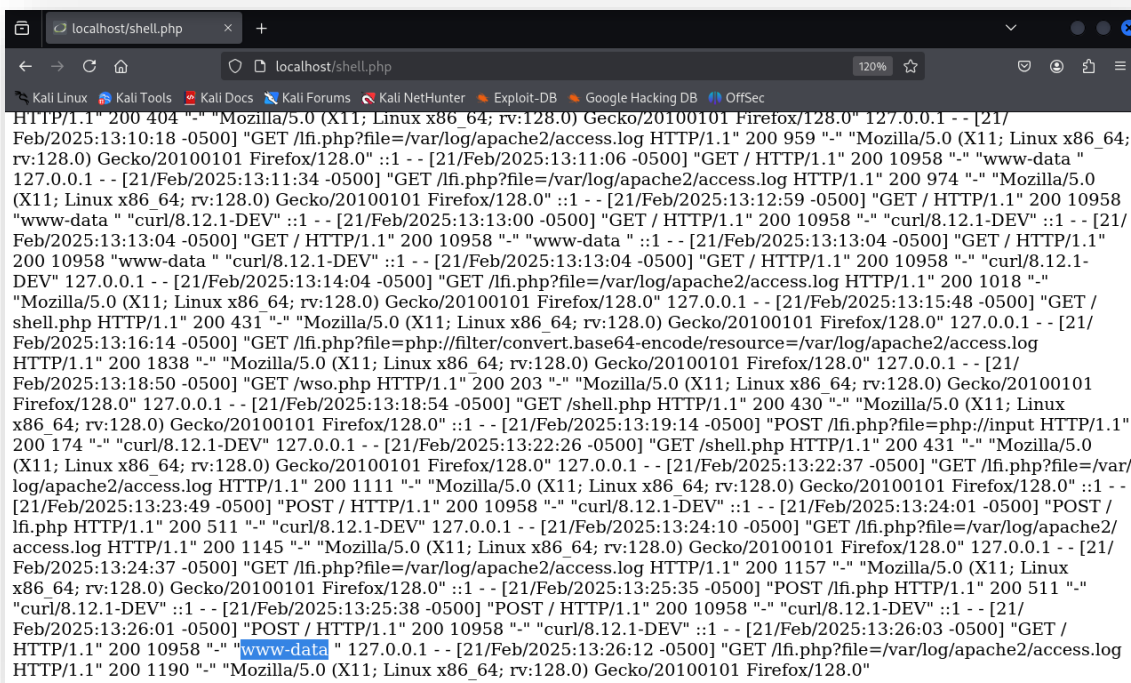 localhost/shell.php
localhost/shell.php
120%
Kali Linux Kali Tools Kali Docs Kali Forums Kali NetHunter Exploit-DB Google Hacking DB OffSec
HTTP/1.1" 200 404 "-" "Mozilla/5.0 (X11; Linux x86_64; rv:128.0) Gecko/20100101 Firefox/128.0" 127.0.0.1 - - [21/
Feb/2025:13:10:18 -0500] "GET /lfi.php?file=/var/log/apache2/access.log HTTP/1.1" 200 959 "-" "Mozilla/5.0 (X11; Linux x86_64;
rv:128.0) Gecko/20100101 Firefox/128.0" ::1 - - [21/Feb/2025:13:11:06 -0500] "GET / HTTP/1.1" 200 10958 "-" "www-data "
127.0.0.1 - - [21/Feb/2025:13:11:34 -0500] "GET /lfi.php?file=/var/log/apache2/access.log HTTP/1.1" 200 974 "-" "Mozilla/5.0
(X11; Linux x86_64; rv:128.0) Gecko/20100101 Firefox/128.0" ::1 - - [21/Feb/2025:13:12:59 -0500] "GET / HTTP/1.1" 200 10958
"www-data " "curl/8.12.1-DEV" ::1 - - [21/Feb/2025:13:13:00 -0500] "GET / HTTP/1.1" 200 10958 "-" "curl/8.12.1-DEV" ::1 - - [21/
Feb/2025:13:13:04 -0500] "GET / HTTP/1.1" 200 10958 "-" "www-data " ::1 - - [21/Feb/2025:13:13:04 -0500] "GET / HTTP/1.1"
200 10958 "www-data " "curl/8.12.1-DEV" ::1 - - [21/Feb/2025:13:13:04 -0500] "GET / HTTP/1.1" 200 10958 "-" "curl/8.12.1-
DEV" 127.0.0.1 - - [21/Feb/2025:13:14:04 -0500] "GET /lfi.php?file=/var/log/apache2/access.log HTTP/1.1" 200 1018 "-"
"Mozilla/5.0 (X11; Linux x86_64; rv:128.0) Gecko/20100101 Firefox/128.0" 127.0.0.1 - - [21/Feb/2025:13:15:48 -0500] "GET /
shell.php HTTP/1.1" 200 431 "-" "Mozilla/5.0 (X11; Linux x86_64; rv:128.0) Gecko/20100101 Firefox/128.0" 127.0.0.1 - - [21/
Feb/2025:13:16:14 -0500] "GET /lfi.php?file=php://filter/convert.base64-encode/resource=/var/log/apache2/access.log
HTTP/1.1" 200 1838 "-" "Mozilla/5.0 (X11; Linux x86_64; rv:128.0) Gecko/20100101 Firefox/128.0" 127.0.0.1 - - [21/
Feb/2025:13:18:50 -0500] "GET /wso.php HTTP/1.1" 200 203 "-" "Mozilla/5.0 (X11; Linux x86_64; rv:128.0) Gecko/20100101
Firefox/128.0" 127.0.0.1 - - [21/Feb/2025:13:18:54 -0500] "GET /shell.php HTTP/1.1" 200 430 "-" "Mozilla/5.0 (X11; Linux
x86_64; rv:128.0) Gecko/20100101 Firefox/128.0" ::1 - - [21/Feb/2025:13:19:14 -0500] "POST /lfi.php?file=php://input HTTP/1.1"
200 174 "-" "curl/8.12.1-DEV" 127.0.0.1 - - [21/Feb/2025:13:22:26 -0500] "GET /shell.php HTTP/1.1" 200 431 "-" "Mozilla/5.0
(X11; Linux x86_64; rv:128.0) Gecko/20100101 Firefox/128.0" 127.0.0.1 - - [21/Feb/2025:13:22:37 -0500] "GET /lfi.php?file=/var/
log/apache2/access.log HTTP/1.1" 200 1111 "-" "Mozilla/5.0 (X11; Linux x86_64; rv:128.0) Gecko/20100101 Firefox/128.0" ::1 - -
[21/Feb/2025:13:23:49 -0500] "POST / HTTP/1.1" 200 10958 "-" "curl/8.12.1-DEV" ::1 - - [21/Feb/2025:13:24:01 -0500] "POST /
lfi.php HTTP/1.1" 200 511 "-" "curl/8.12.1-DEV" 127.0.0.1 - - [21/Feb/2025:13:24:10 -0500] "GET /lfi.php?file=/var/log/apache2/
access.log HTTP/1.1" 200 1145 "-" "Mozilla/5.0 (X11; Linux x86_64; rv:128.0) Gecko/20100101 Firefox/128.0" 127.0.0.1 - - [21/
Feb/2025:13:24:37 -0500] "GET /lfi.php?file=/var/log/apache2/access.log HTTP/1.1" 200 1157 "-" "Mozilla/5.0 (X11; Linux
x86_64; rv:128.0) Gecko/20100101 Firefox/128.0" ::1 - - [21/Feb/2025:13:25:35 -0500] "POST /lfi.php HTTP/1.1" 200 511 "-"
"curl/8.12.1-DEV" ::1 - - [21/Feb/2025:13:25:38 -0500] "POST / HTTP/1.1" 200 10958 "-" "curl/8.12.1-DEV" ::1 - - [21/
Feb/2025:13:26:01 -0500] "POST / HTTP/1.1" 200 10958 "-" "curl/8.12.1-DEV" ::1 - - [21/Feb/2025:13:26:03 -0500] "GET /
HTTP/1.1" 200 10958 "-" "www-data " 127.0.0.1 - - [21/Feb/2025:13:26:12 -0500] "GET /lfi.php?file=/var/log/apache2/access.log
HTTP/1.1" 200 1190 "-" "Mozilla/5.0 (X11; Linux x86_64; rv:128.0) Gecko/20100101 Firefox/128.0"